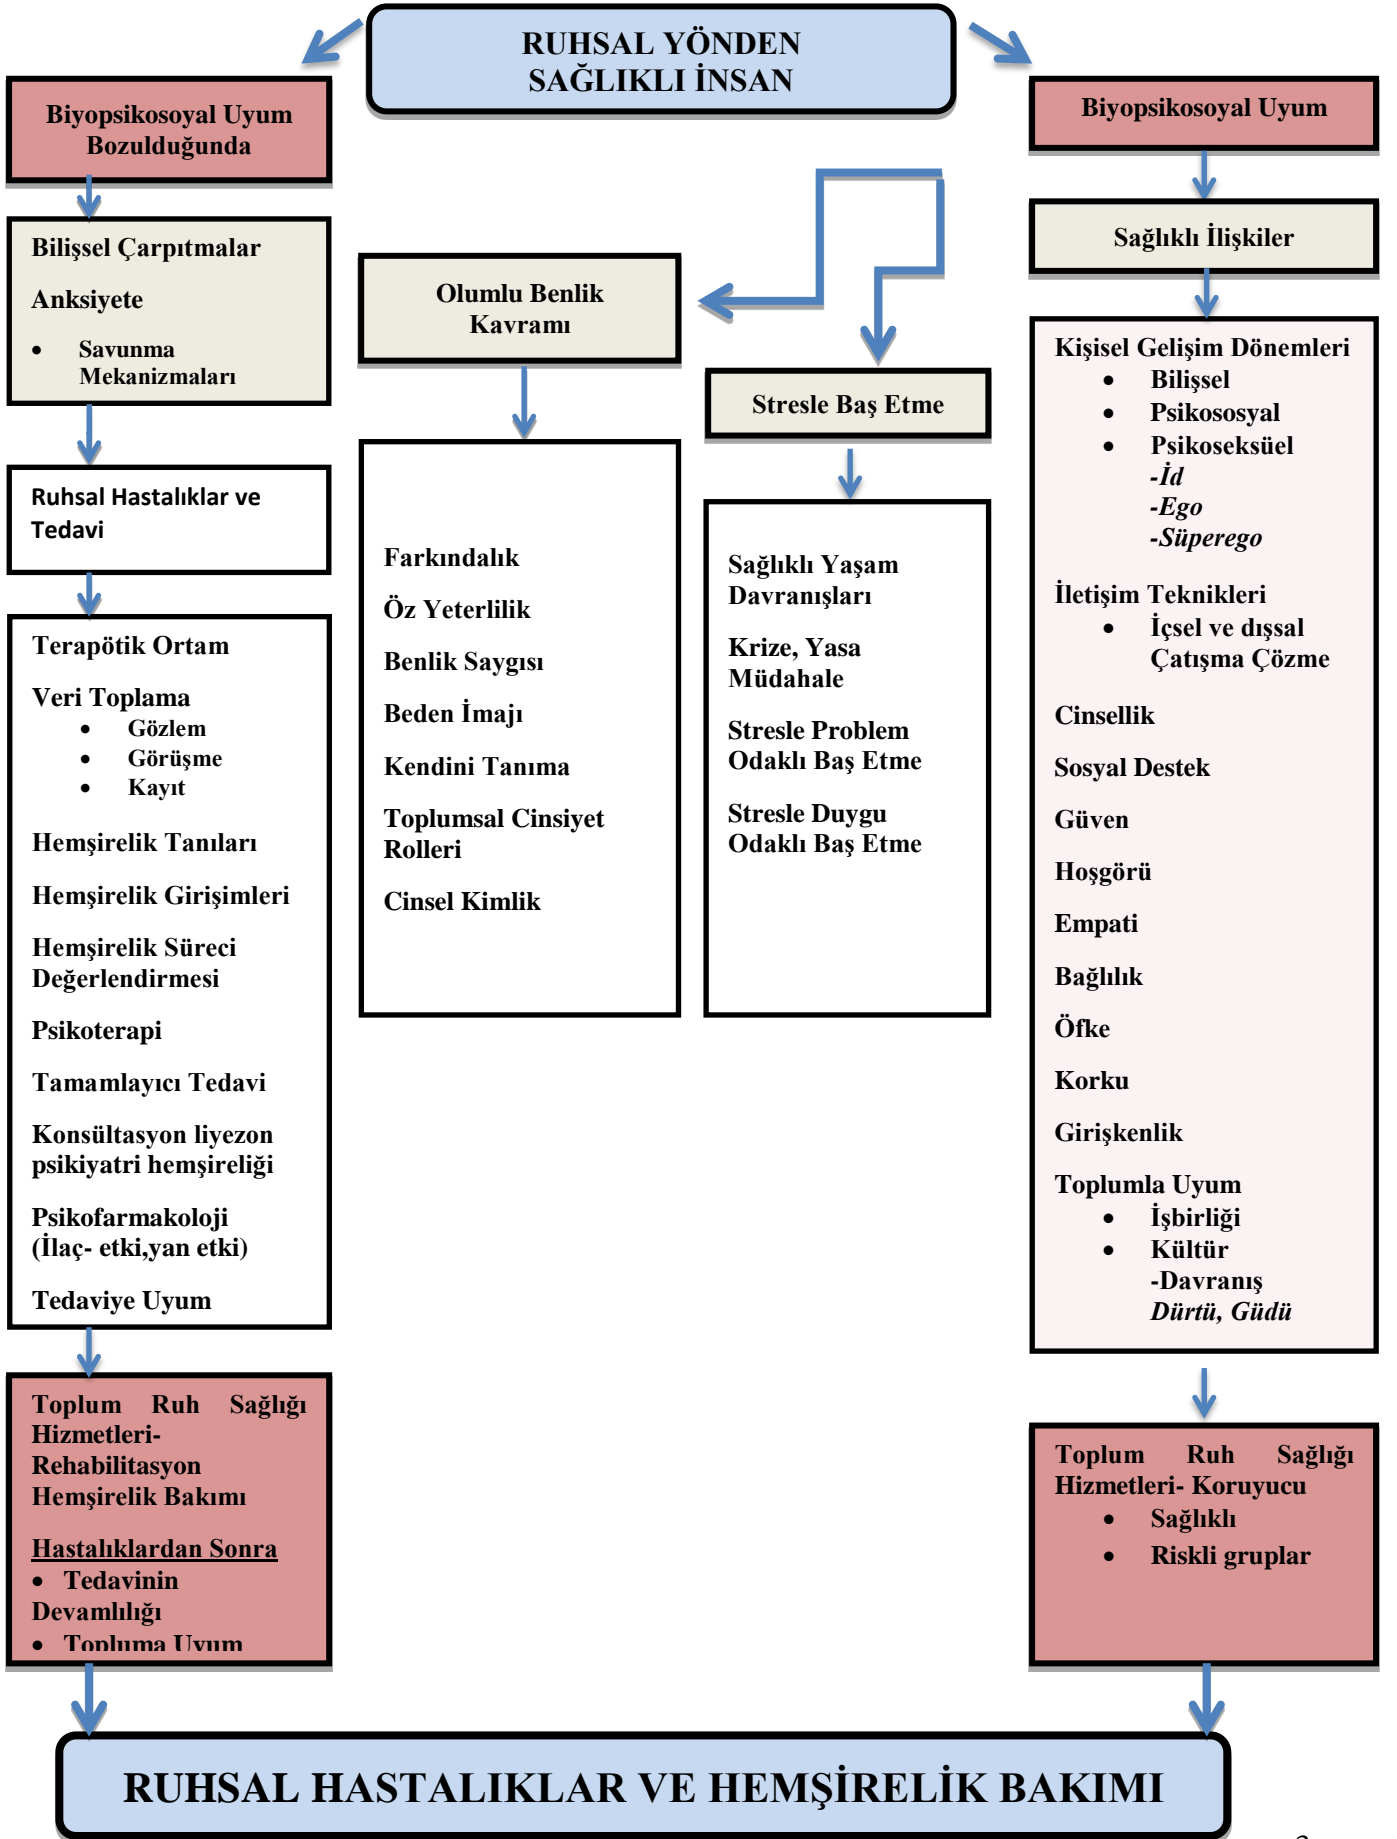 RUHSAL YÖNDEN
SAĞLIKLI İNSAN
Biyopsikosoyal Uyum
Bozulduğunda
Bilişsel Çarpıtmalar
Anksiyete
• Savunma
Mekanizmaları
Ruhsal Hastalıklar ve
Tedavi
Terapötik Ortam
Veri Toplama
• Gözlem
• Görüşme
• Kayıt
Hemşirelik Tanıları
Hemşirelik Girişimleri
Hemşirelik Süreci
Değerlendirmesi
Psikoterapi
Tamamlayıcı Tedavi
Konsültasyon liyezon
psikiyatri hemşireliği
Psikofarmakoloji
(İlaç- etki,yan etki)
Tedaviye Uyum
Toplum Ruh Sağlığı
Hizmetleri-
Rehabilitasyon
Hemşirelik Bakımı
Hastalıklardan Sonra
• Tedavinin
Devamlılığı
• Topluma Uyum
Olumlu Benlik
Kavramı
Farkındalık
Öz Yeterlilik
Benlik Saygısı
Beden İmajı
Kendini Tanıma
Toplumsal Cinsiyet
Rolleri
Cinsel Kimlik
Stresle Baş Etme
Sağlıklı Yaşam
Davranışları
Krize, Yasa
Müdahale
Stresle Problem
Odaklı Baş Etme
Stresle Duygu
Odaklı Baş Etme
Biyopsikosoyal Uyum
Sağlıklı İlişkiler
Kişisel Gelişim Dönemleri
• Bilişsel
• Psikososyal
• Psikoseksüel
-İd
-Ego
-Süperego
İletişim Teknikleri
• İçsel ve dışsal
Çatışma Çözme
Cinsellik
Sosyal Destek
Güven
Hoşgörü
Empati
Bağlılık
Öfke
Korku
Girişkenlik
Toplumla Uyum
• İşbirliği
• Kültür
-Davranış
Dürtü, Güdü
Toplum Ruh Sağlığı
Hizmetleri- Koruyucu
• Sağlıklı
• Riskli gruplar
RUHSAL HASTALIKLAR VE HEMŞİRELİK BAKIMI